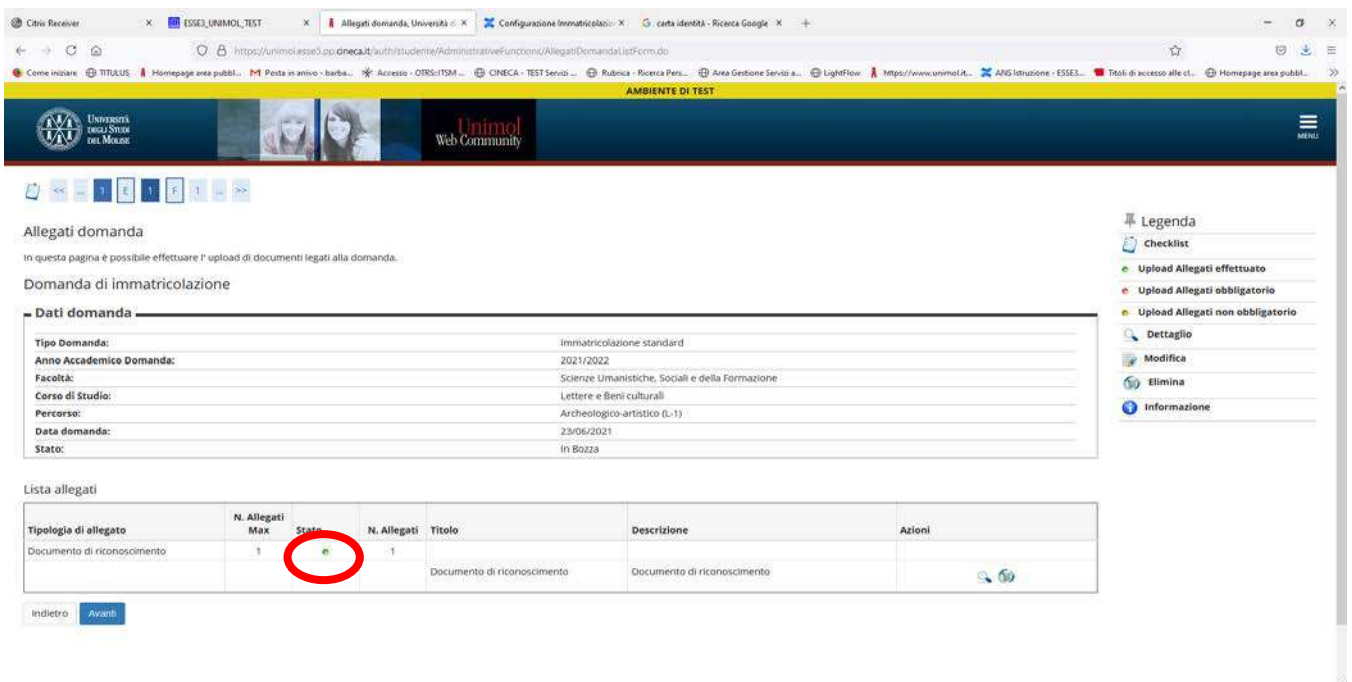 Citrix Receiver
ESSE3_UNIMOL_TEST
Allegati domanda, Università d
Configurazione Immatricolazio
carta identità - Ricerca Google
https://unimol.esse3.pp.cineca.it/auth/studente/AdministrativeFunctions/AllegatiDomandaListForm.do
Come iniziare TITULUS Homepage area pubbl... Posta in arrivo - barba... Accesso - OTRS::ITSM ... CINECA - TEST Servizi ... Rubrica - Ricerca Pers... Area Gestione Servizi a... LightFlow https://www.unimol.it... ANS Istruzione - ESSE3... Titoli di accesso alle cl... Homepage area pubbl...
AMBIENTE DI TEST
UNIVERSITÀ
DEGLI STUDI
DEL MOLISE
Unimol
Web Community
MENU
<< ... 1 E 1 F 1 ... >>
Allegati domanda
In questa pagina è possibile effettuare l' upload di documenti legati alla domanda.
Domanda di immatricolazione
Dati domanda
Tipo Domanda: Immatricolazione standard
Anno Accademico Domanda: 2021/2022
Facoltà: Scienze Umanistiche, Sociali e della Formazione
Corso di Studio: Lettere e Beni culturali
Percorso: Archeologico-artistico (L-1)
Data domanda: 23/06/2021
Stato: In Bozza
Lista allegati
Tipologia di allegato N. Allegati Max Stato N. Allegati Titolo Descrizione Azioni
Documento di riconoscimento 1 1
Documento di riconoscimento Documento di riconoscimento
Indietro Avanti
Legenda
Checklist
Upload Allegati effettuato
Upload Allegati obbligatorio
Upload Allegati non obbligatorio
Dettaglio
Modifica
Elimina
Informazione